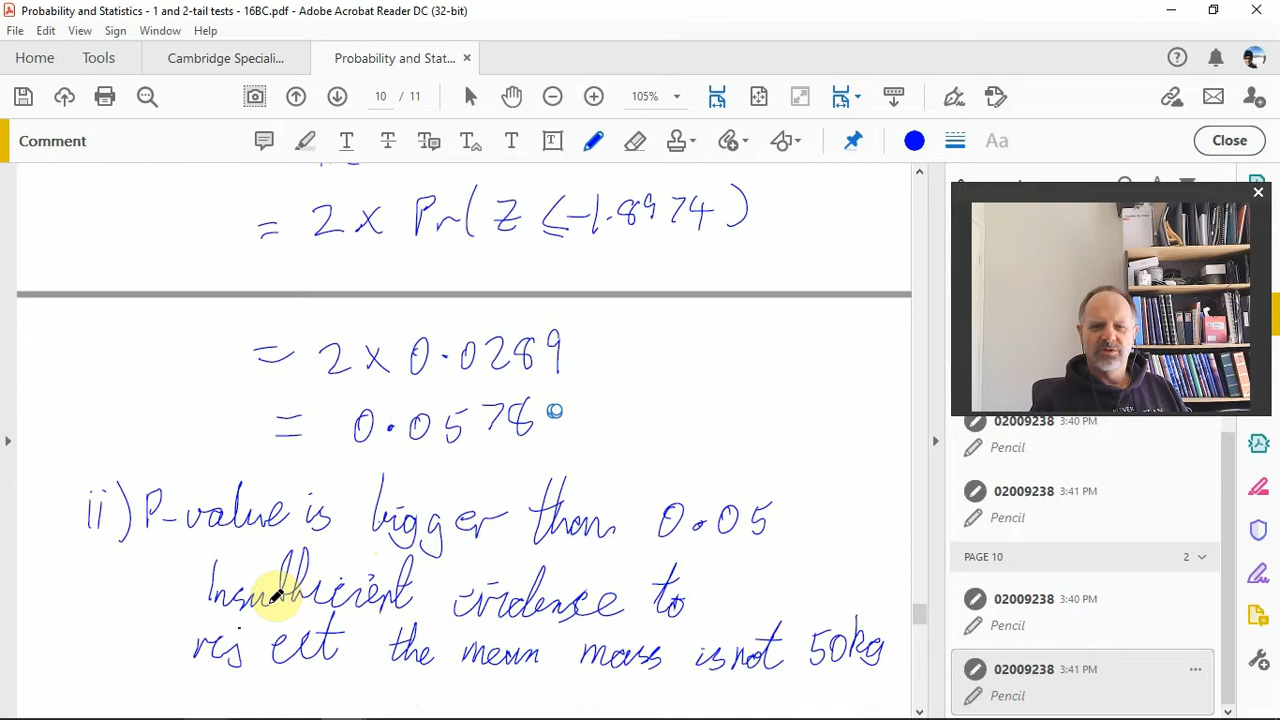 Probability and Statistics - 1 and 2-tail tests - 16BC.pdf - Adobe Acrobat Reader DC (32-bit)
File Edit View Sign Window Help
Home Tools Cambridge Speciali... Probability and Stat... ×
10 / 11 105%
Comment Aa Close
= 2 x Pr( Z ≤ -1.8974 )
= 2 x 0.0289
= 0.0578
ii) P-value is bigger than 0.05
Insufficient evidence to
reject the mean mass is not 50kg
02009238 3:40 PM
Pencil
02009238 3:41 PM
Pencil
PAGE 10 2
02009238 3:40 PM
Pencil
02009238 3:41 PM ...
Pencil